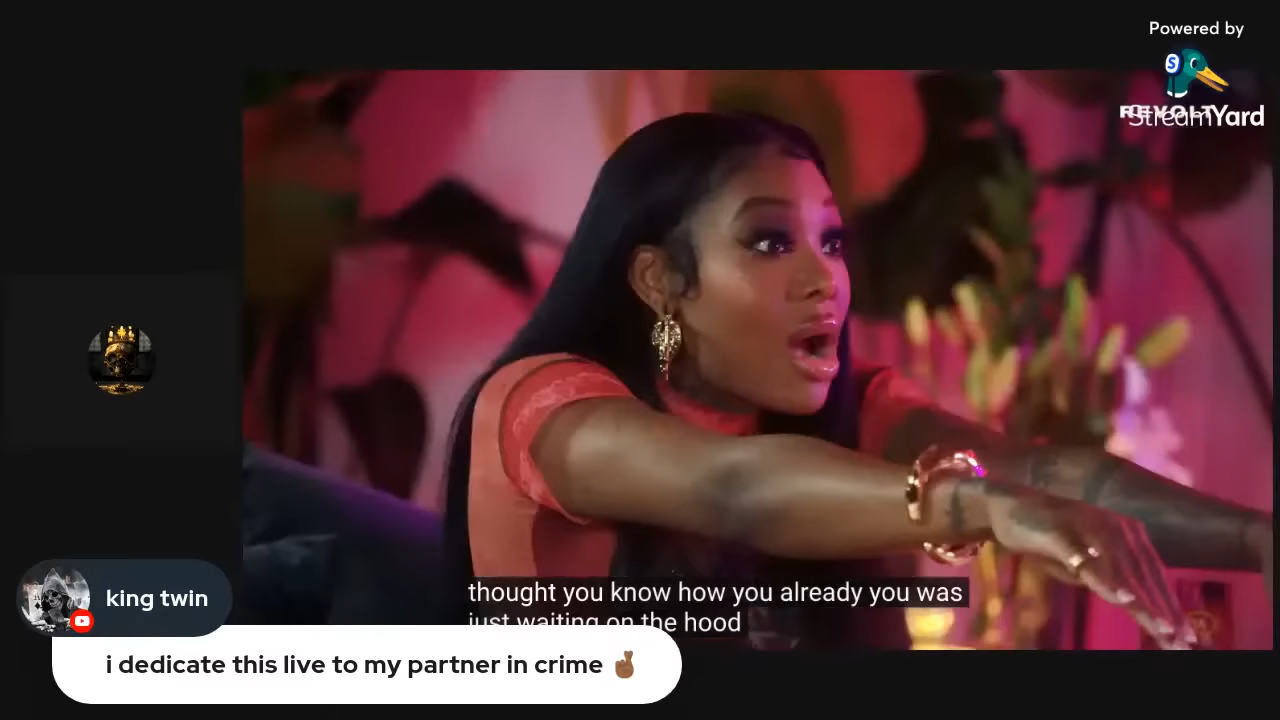 Powered by
REVOLT
StreamYard
thought you know how you already you was
just waiting on the hood
king twin
i dedicate this live to my partner in crime 🤞🏾